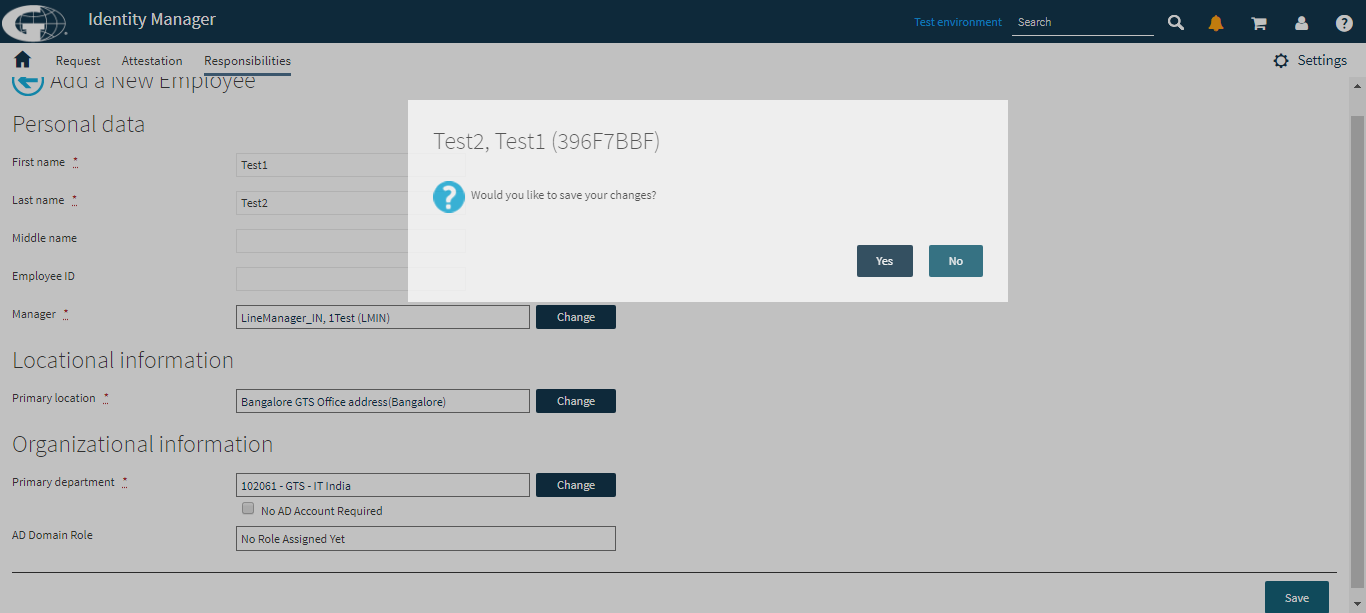 Identity Manager
Test environment
Search
Request
Attestation
Responsibilities
Settings
Add a New Employee
Personal data
Test2, Test1 (396F7BBF)
First name *
Test1
Would you like to save your changes?
Last name *
Test2
Middle name
Yes
No
Employee ID
Manager *
LineManager_IN, 1Test (LMIN)
Change
Locational information
Primary location *
Bangalore GTS Office address(Bangalore)
Change
Organizational information
Primary department *
102061 - GTS - IT India
Change
No AD Account Required
AD Domain Role
No Role Assigned Yet
Save